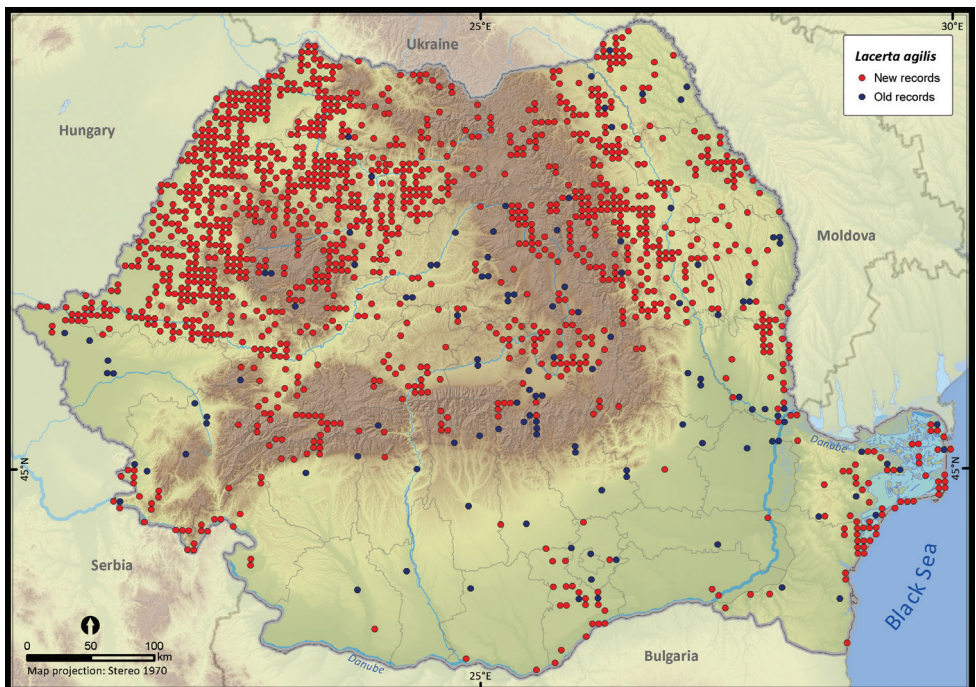 25°E
30°E
Ukraine
Lacerta agilis
New records
Old records
Hungary
Moldova
Danube
45°N
45°N
Serbia
Black Sea
0 50 100
km
Map projection: Stereo 1970
Danube
Bulgaria
25°E